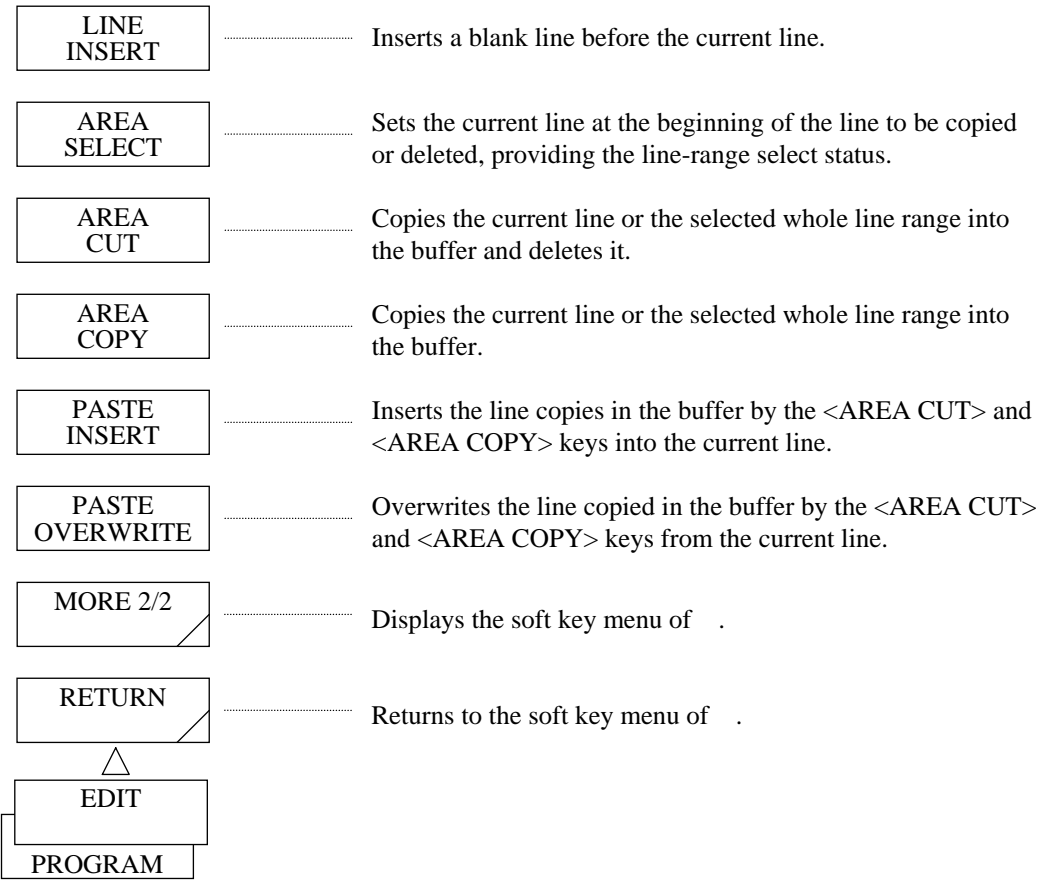 LINE
INSERT
Inserts a blank line before the current line.
AREA
SELECT
Sets the current line at the beginning of the line to be copied
or deleted, providing the line-range select status.
AREA
CUT
Copies the current line or the selected whole line range into
the buffer and deletes it.
AREA
COPY
Copies the current line or the selected whole line range into
the buffer.
PASTE
INSERT
Inserts the line copies in the buffer by the <AREA CUT> and
<AREA COPY> keys into the current line.
PASTE
OVERWRITE
Overwrites the line copied in the buffer by the <AREA CUT>
and <AREA COPY> keys from the current line.
MORE 2/2
Displays the soft key menu of .
RETURN
Returns to the soft key menu of .
EDIT
PROGRAM